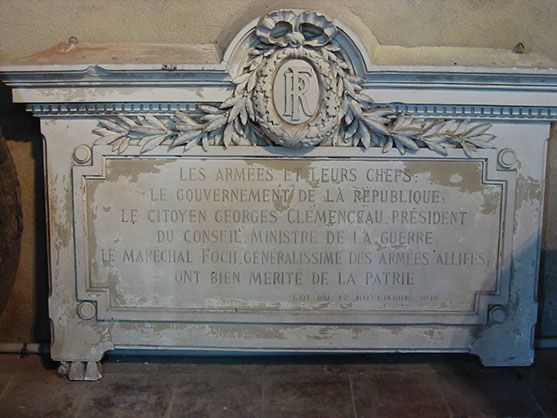 RF
LES ARMÉES ET LEURS CHEFS;
LE GOUVERNEMENT DE LA RÉPUBLIQUE;
LE CITOYEN GEORGES CLÉMENCEAU, PRÉSIDENT
DU CONSEIL, MINISTRE DE LA GUERRE,
LE MARÉCHAL FOCH, GÉNÉRALISSIME DES ARMÉES ALLIÉES,
ONT BIEN MÉRITÉ DE LA PATRIE
LOI DU 17 NOVEMBRE 1918